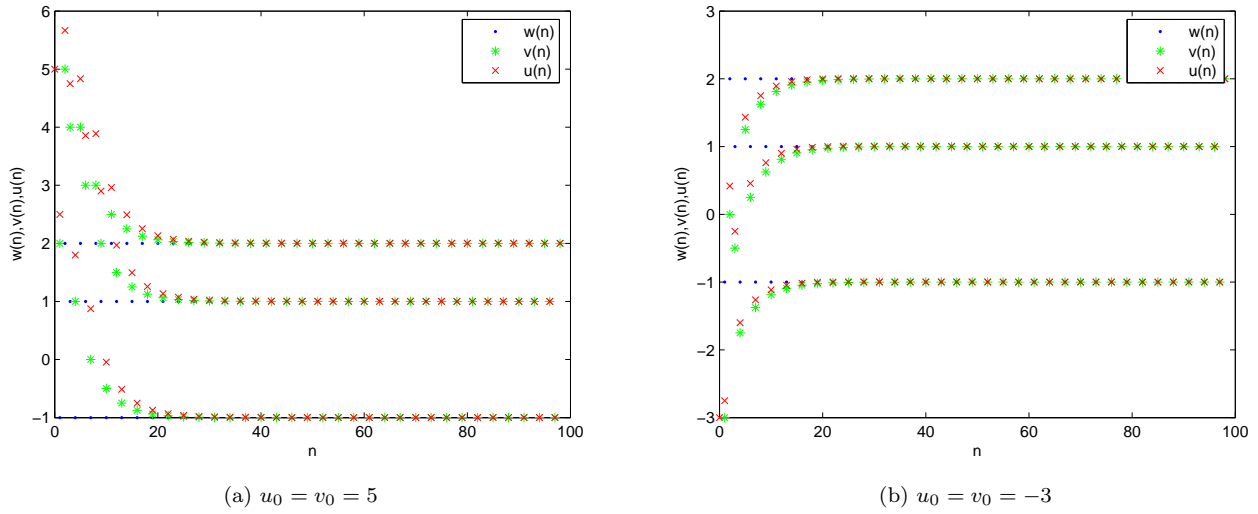 6
5
4
3
2
1
0
−1
0 20 40 60 80 100
n
w(n),v(n),u(n)
w(n)
v(n)
u(n)
(a) u₀ = v₀ = 5
3
2
1
0
−1
−2
−3
0 20 40 60 80 100
n
w(n),v(n),u(n)
w(n)
v(n)
u(n)
(b) u₀ = v₀ = −3